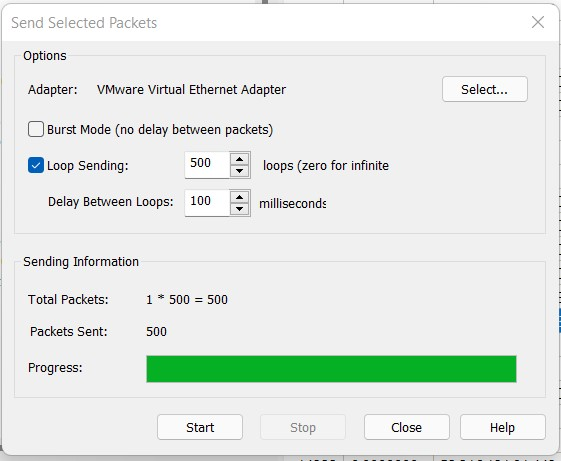 Send Selected Packets
Options
Adapter: VMware Virtual Ethernet Adapter Select...
Burst Mode (no delay between packets)
Loop Sending: 500 loops (zero for infinite
Delay Between Loops: 100 milliseconds
Sending Information
Total Packets: 1 * 500 = 500
Packets Sent: 500
Progress:
Start Stop Close Help